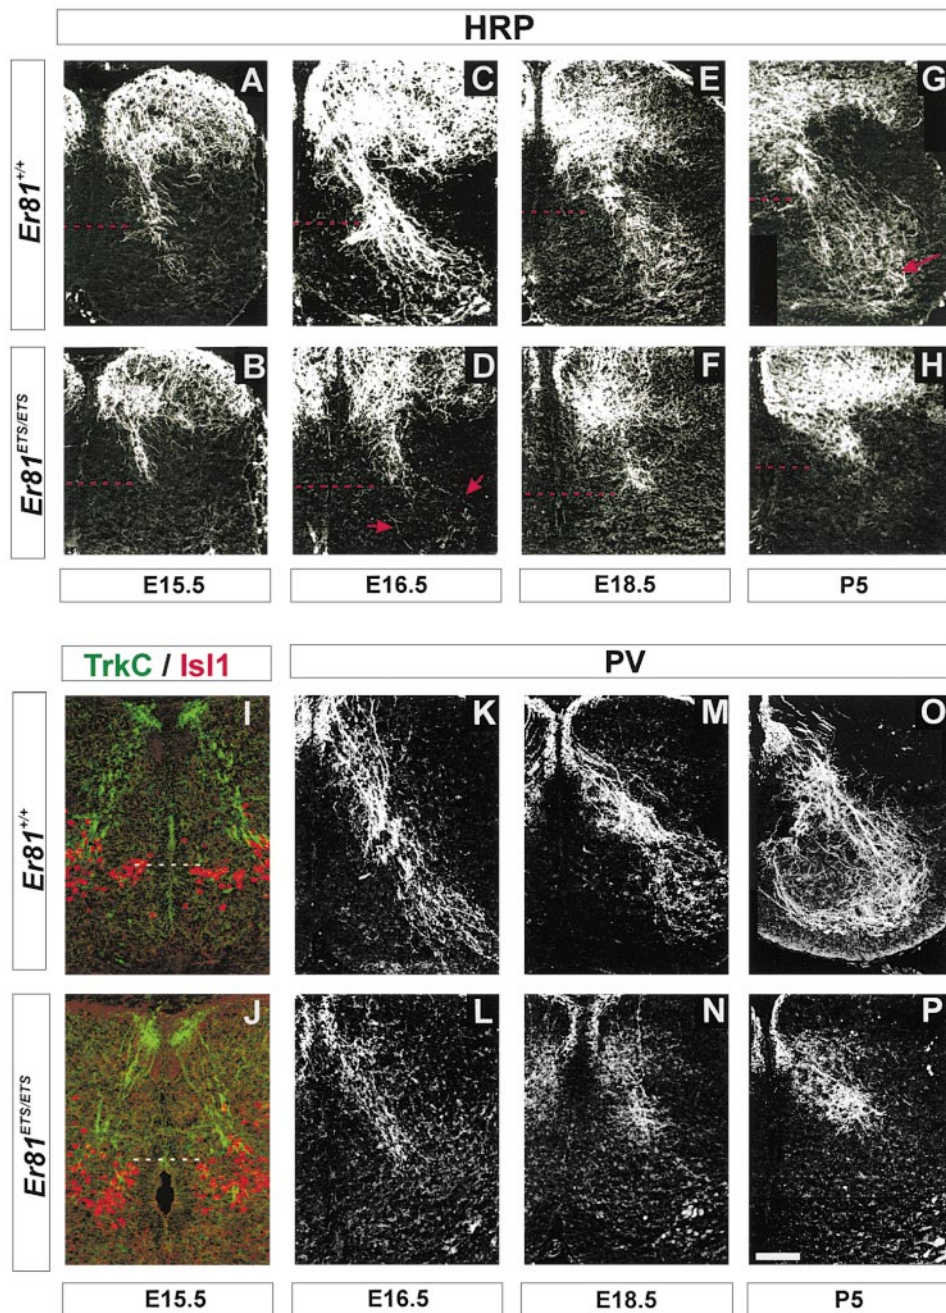 HRP
Er81+/+
A
C
E
G
Er81ETS/ETS
B
D
F
H
E15.5
E16.5
E18.5
P5
TrkC / Isl1
PV
Er81+/+
I
K
M
O
Er81ETS/ETS
J
L
N
P
E15.5
E16.5
E18.5
P5